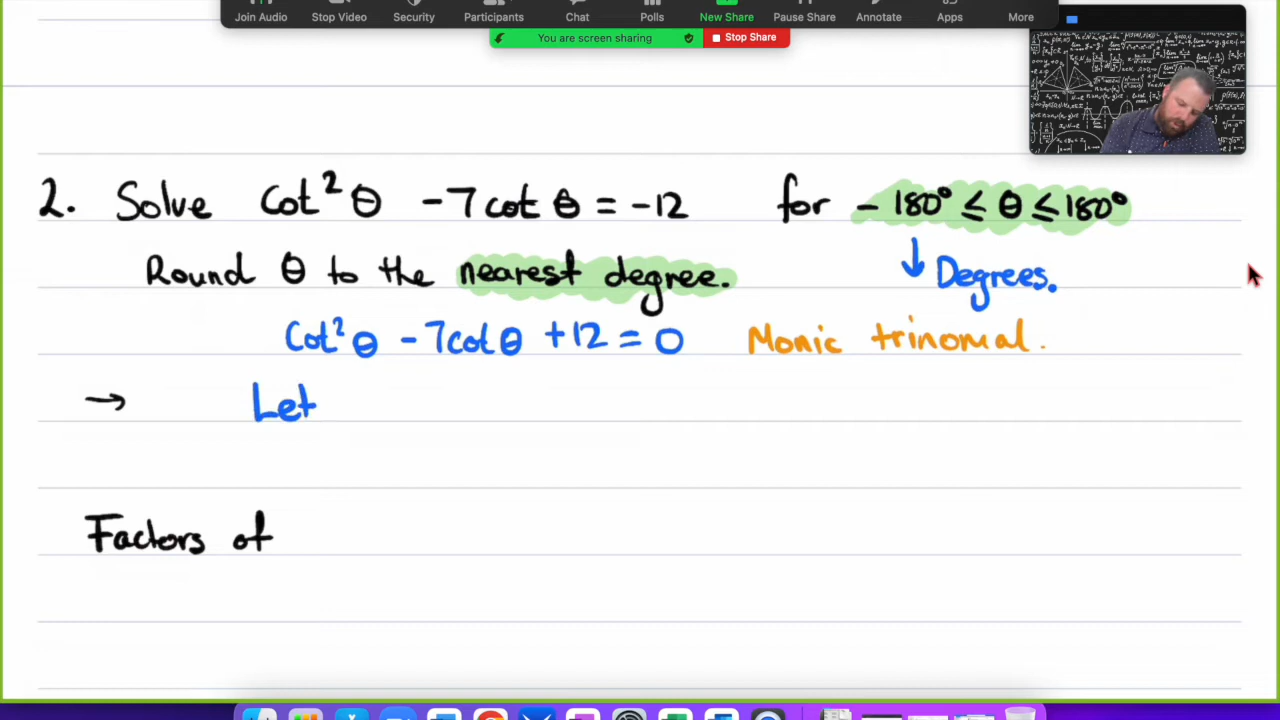 Join Audio Stop Video Security Participants Chat Polls New Share Pause Share Annotate Apps More
You are screen sharing Stop Share
2. Solve cot²θ - 7cot θ = -12 for - 180° ≤ θ ≤ 180°
Round θ to the nearest degree. ↓ Degrees.
Cot²θ - 7cotθ + 12 = 0 Monic trinomial.
→ Let
Factors of